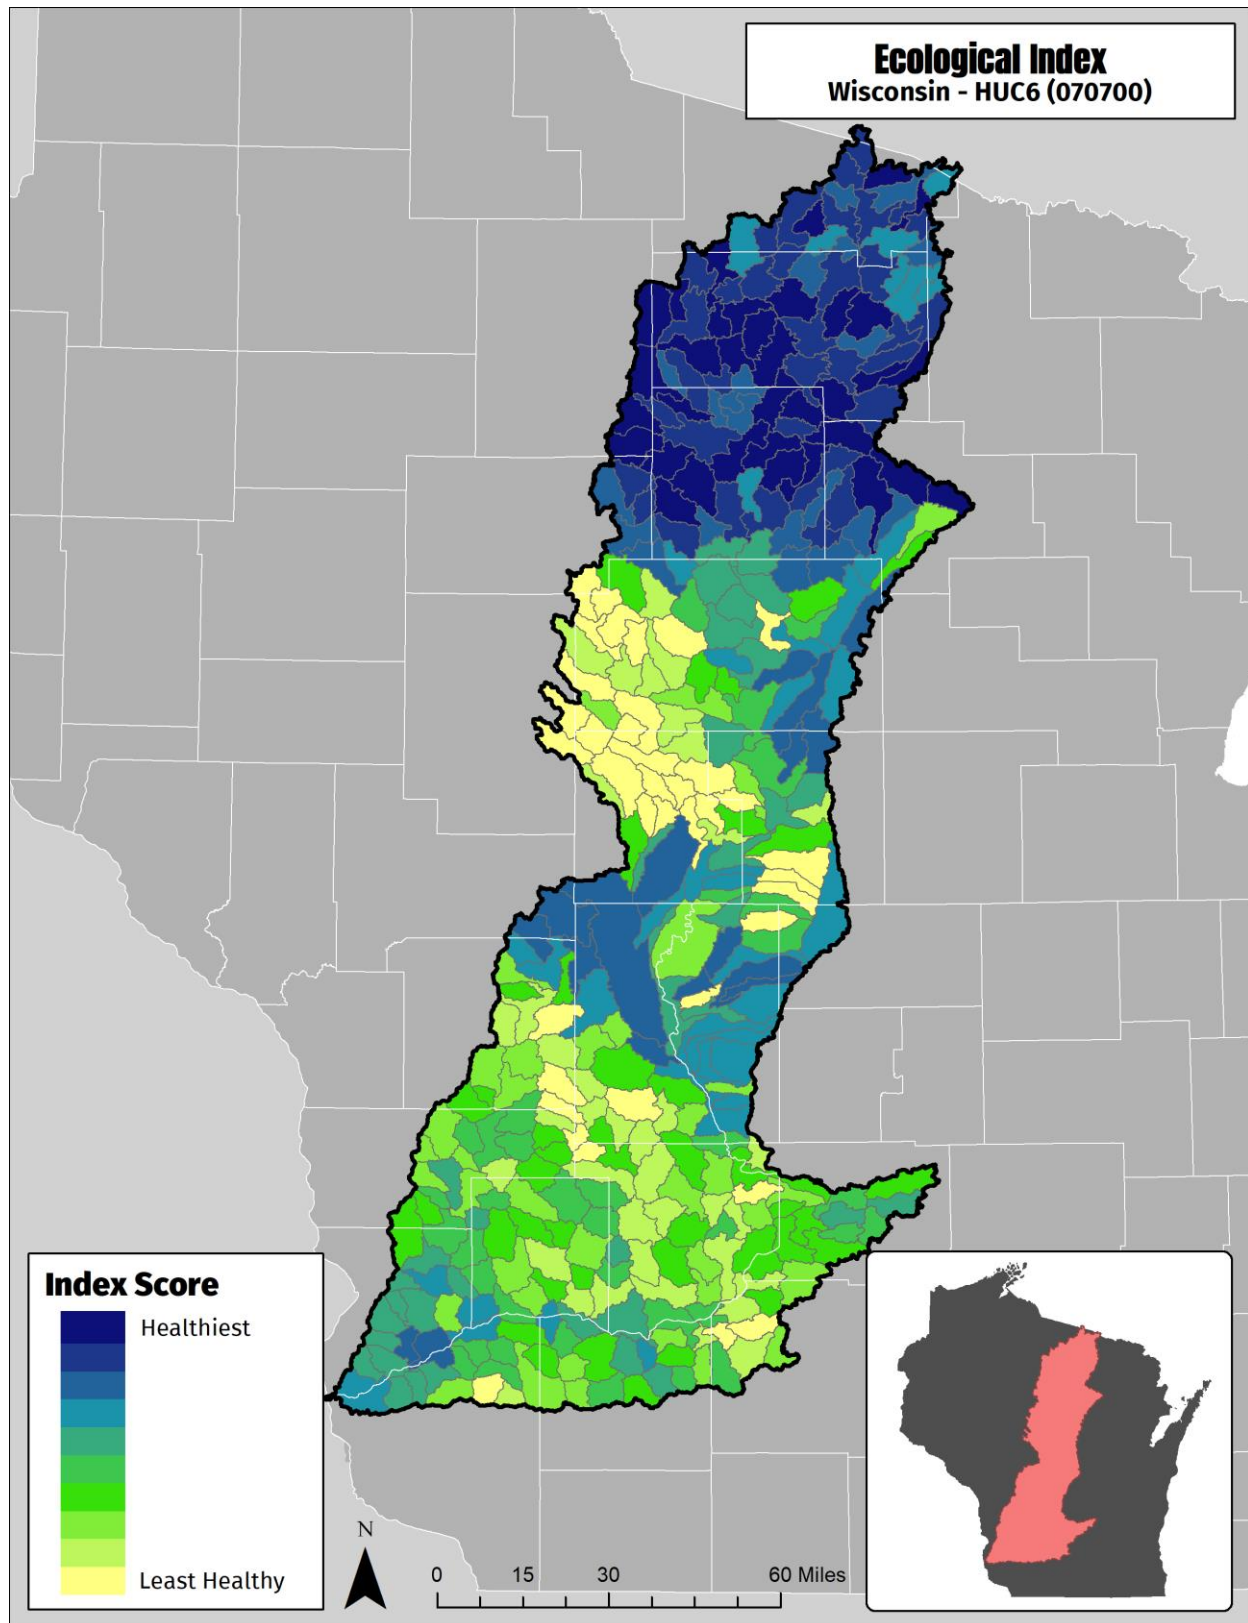 Ecological Index
Wisconsin - HUC6 (070700)
Index Score
Healthiest
Least Healthy
N
0 15 30 60 Miles